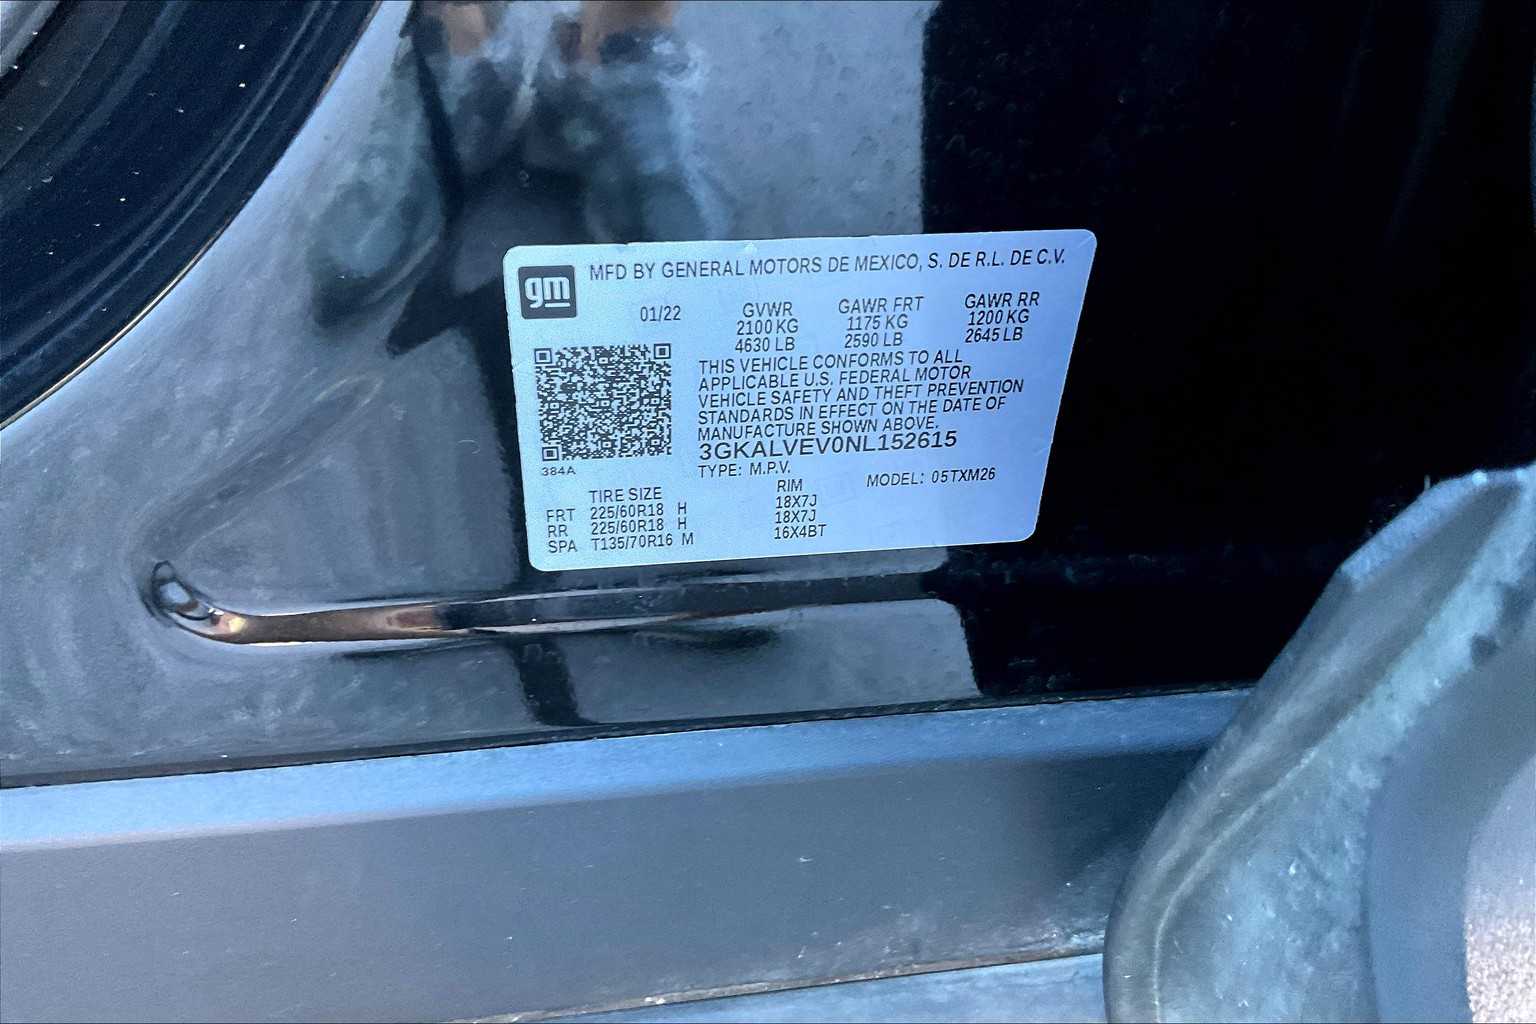 gm
MFD BY GENERAL MOTORS DE MEXICO, S. DE R.L. DE C.V.
01/22 GVWR GAWR FRT GAWR RR
2100 KG 1175 KG 1200 KG
4630 LB 2590 LB 2645 LB
THIS VEHICLE CONFORMS TO ALL
APPLICABLE U.S. FEDERAL MOTOR
VEHICLE SAFETY AND THEFT PREVENTION
STANDARDS IN EFFECT ON THE DATE OF
MANUFACTURE SHOWN ABOVE.
3GKALVEV0NL152615
384A
TYPE: M.P.V. MODEL: 05TXM26
TIRE SIZE RIM
FRT 225/60R18 H 18X7J
RR 225/60R18 H 18X7J
SPA T135/70R16 M 16X4BT